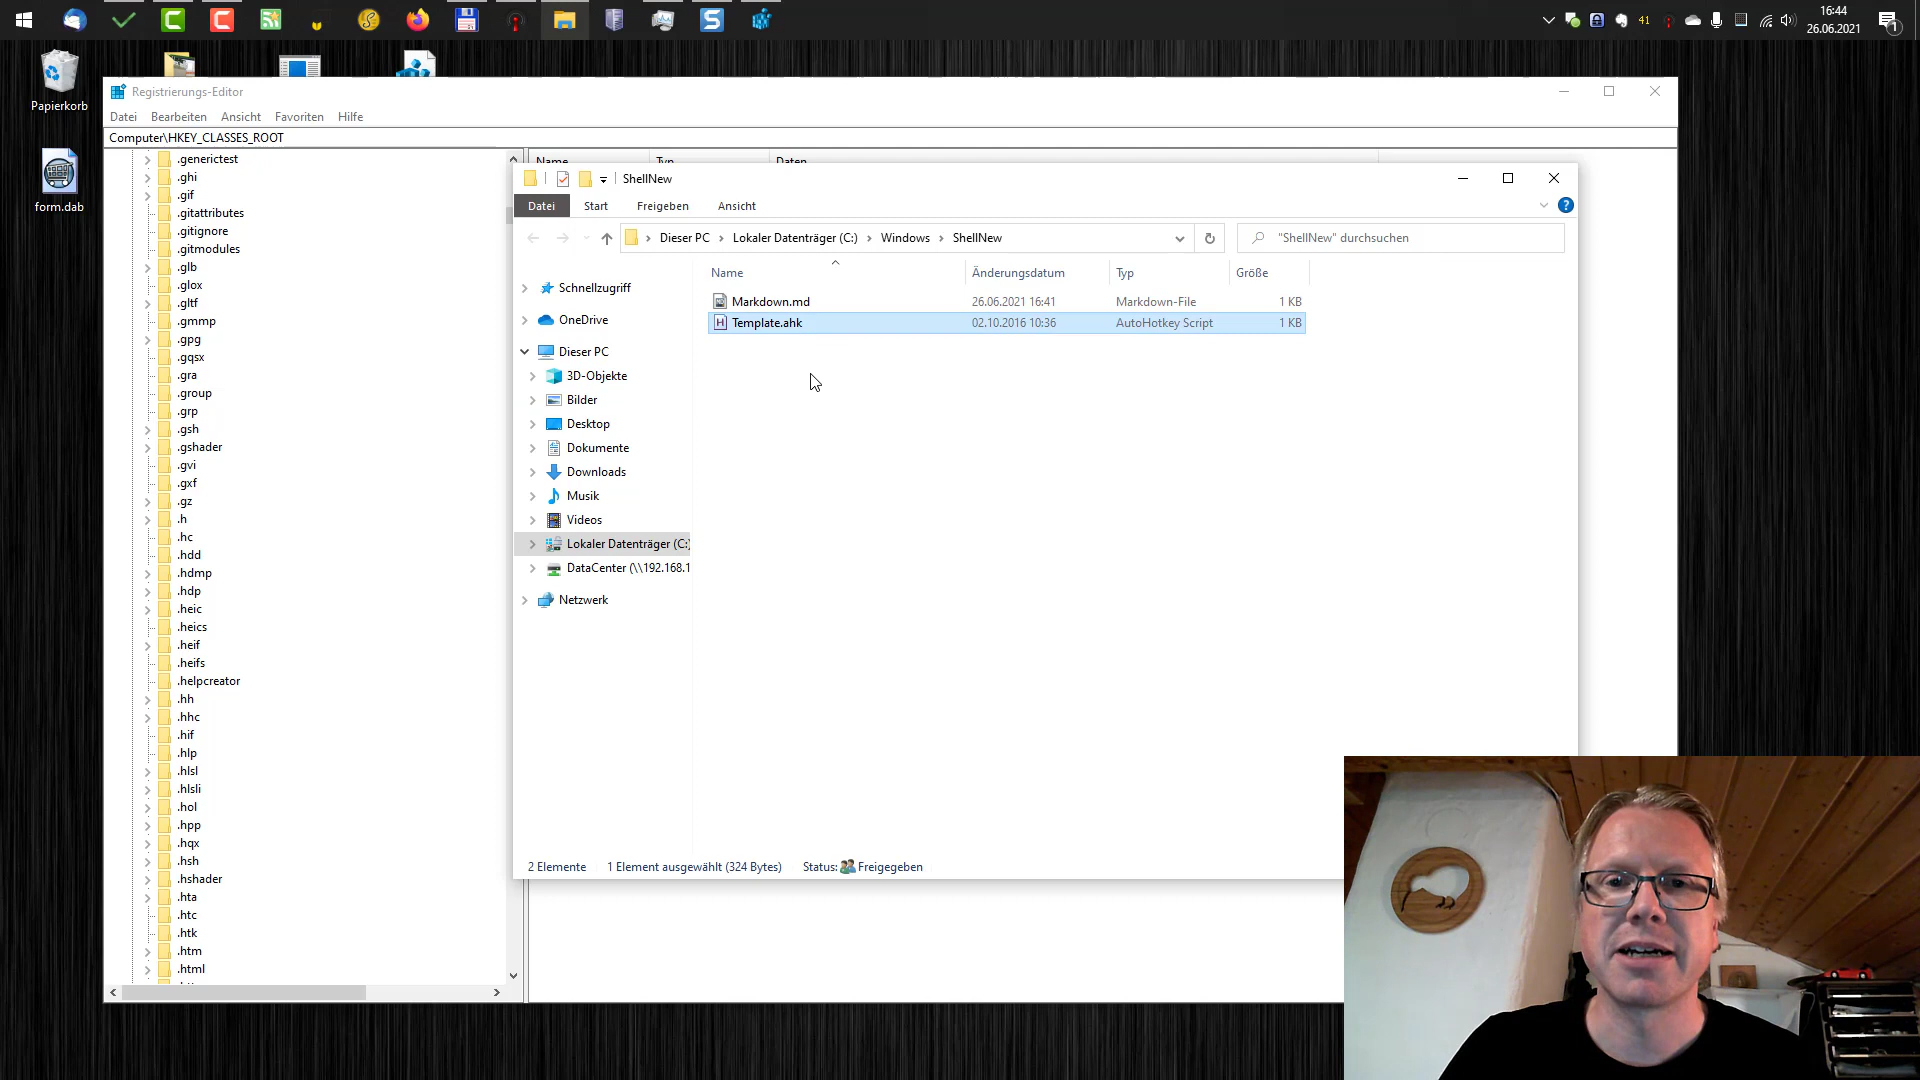 41
16:44
26.06.2021
1
Papierkorb
form.dab
Registrierungs-Editor
Datei Bearbeiten Ansicht Favoriten Hilfe
Computer\HKEY_CLASSES_ROOT
Name Typ Daten
.generictest
.ghi
.gif
.gitattributes
.gitignore
.gitmodules
.glb
.glox
.gltf
.gmmp
.gpg
.gqsx
.gra
.group
.grp
.gsh
.gshader
.gvi
.gxf
.gz
.h
.hc
.hdd
.hdmp
.hdp
.heic
.heics
.heif
.heifs
.helpcreator
.hh
.hhc
.hif
.hlp
.hlsl
.hlsli
.hol
.hpp
.hqx
.hsh
.hshader
.hta
.htc
.htk
.htm
.html
ShellNew
Datei Start Freigeben Ansicht
Dieser PC Lokaler Datenträger (C:) Windows ShellNew
"ShellNew" durchsuchen
Schnellzugriff
OneDrive
Dieser PC
3D-Objekte
Bilder
Desktop
Dokumente
Downloads
Musik
Videos
Lokaler Datenträger (C:)
DataCenter (\\192.168.1
Netzwerk
Name Änderungsdatum Typ Größe
Markdown.md 26.06.2021 16:41 Markdown-File 1 KB
Template.ahk 02.10.2016 10:36 AutoHotkey Script 1 KB
2 Elemente 1 Element ausgewählt (324 Bytes) Status: Freigegeben